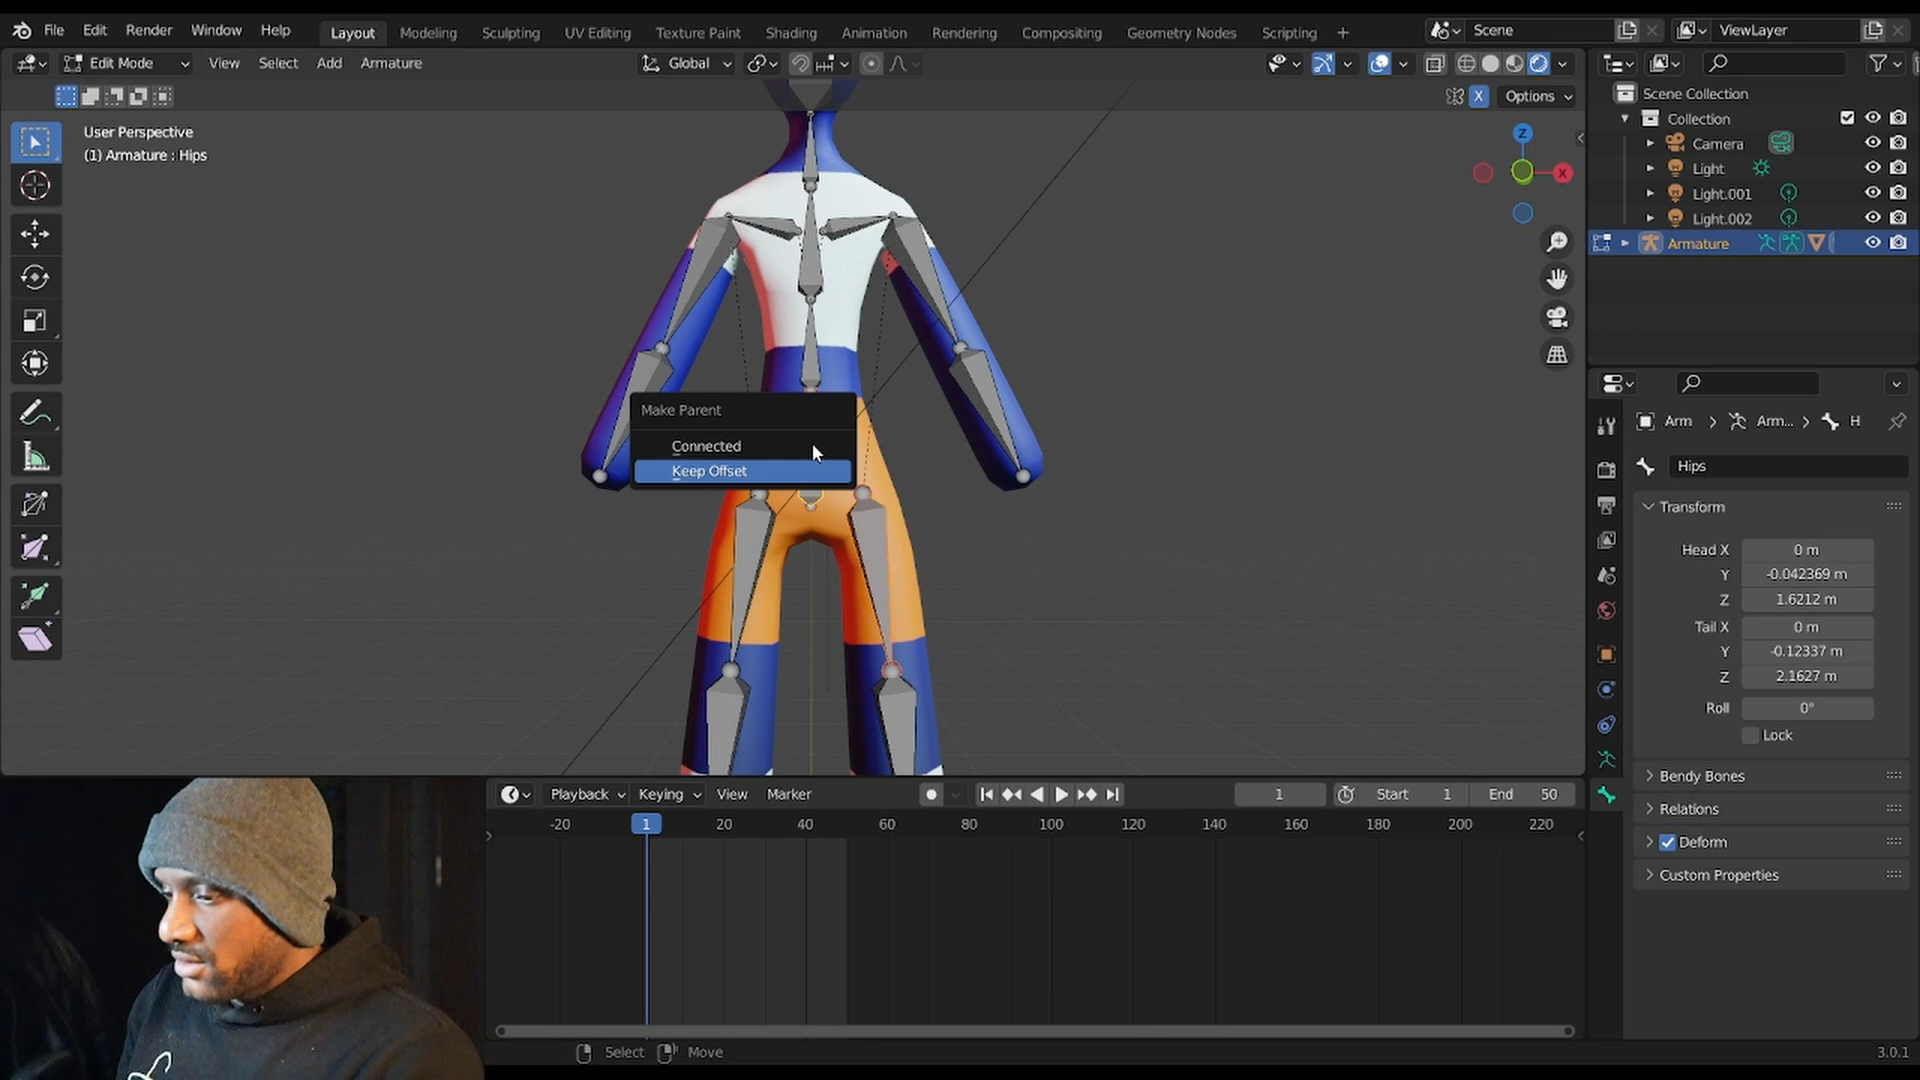 File Edit Render Window Help Layout Modeling Sculpting UV Editing Texture Paint Shading Animation Rendering Compositing Geometry Nodes Scripting + Scene ViewLayer
Edit Mode View Select Add Armature Global
X Options
User Perspective
(1) Armature : Hips
Z
X
Make Parent
Connected
Keep Offset
Scene Collection
Collection
Camera
Light
Light.001
Light.002
Armature
Arm > Arm... > H
Hips
Transform
Head X 0 m
Y -0.042369 m
Z 1.6212 m
Tail X 0 m
Y -0.12337 m
Z 2.1627 m
Roll 0°
Lock
Bendy Bones
Relations
Deform
Custom Properties
Playback Keying View Marker 1 Start 1 End 50
-20 1 20 40 60 80 100 120 140 160 180 200 220
Select Move 3.0.1